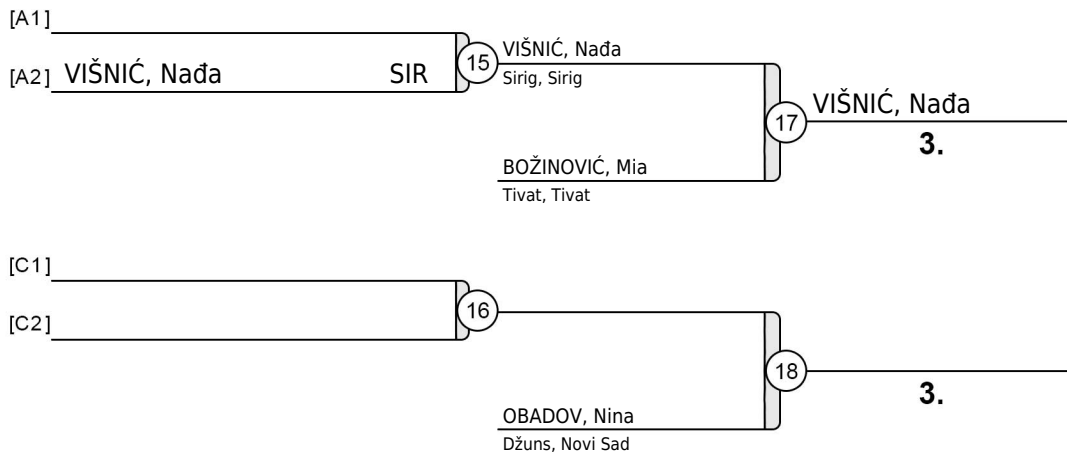 [A1]
[A2] VIŠNIĆ, Nađa SIR
15
VIŠNIĆ, Nađa
Sirig, Sirig
17
VIŠNIĆ, Nađa
3.
BOŽINOVIĆ, Mia
Tivat, Tivat
[C1]
[C2]
16
18
3.
OBADOV, Nina
Džuns, Novi Sad